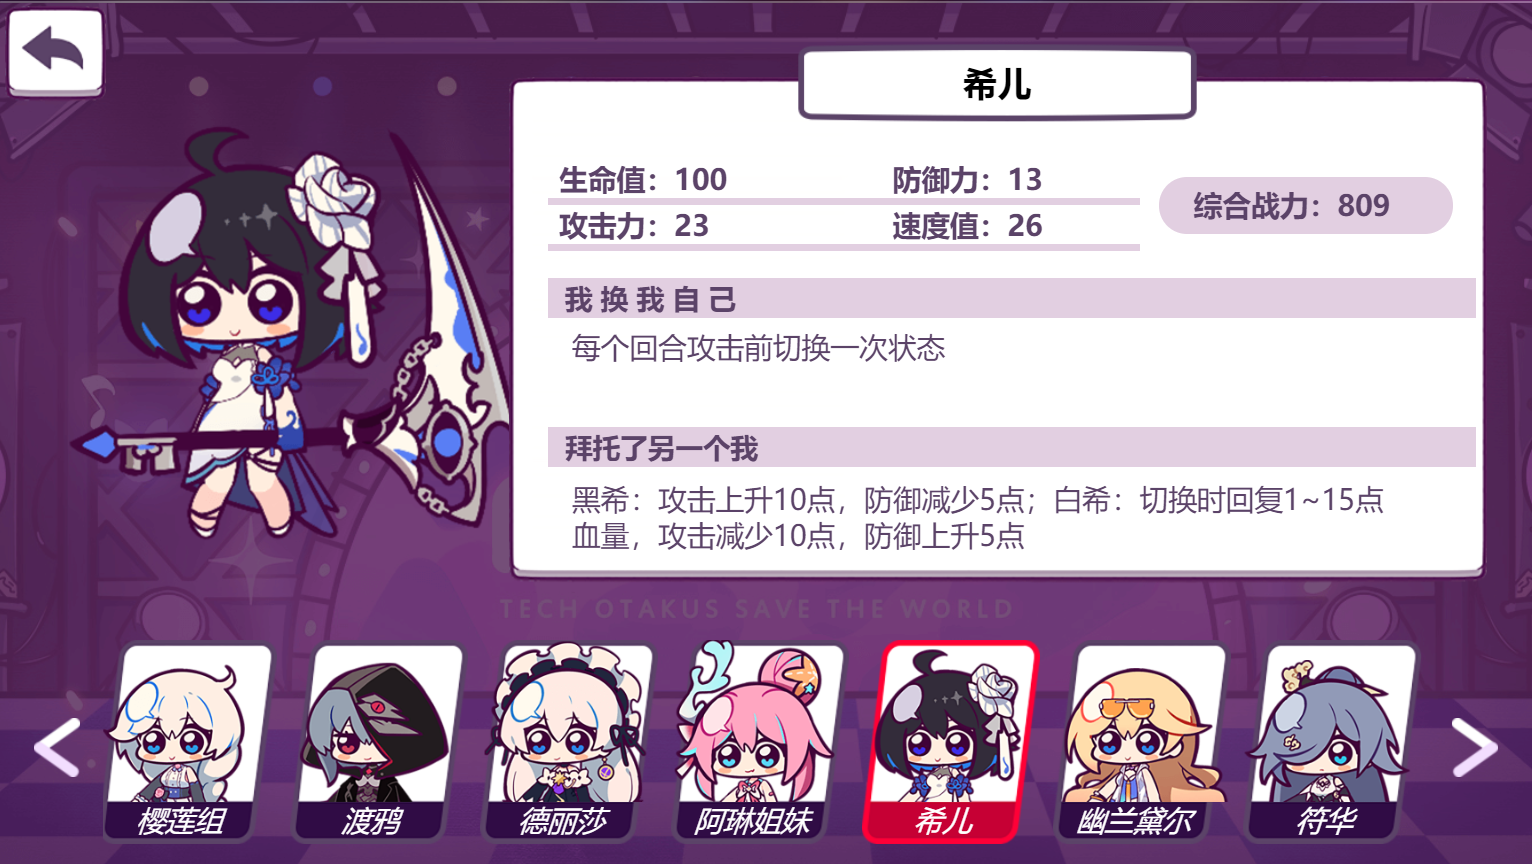 希儿
生命值：100
防御力：13
攻击力：23
速度值：26
综合战力：809
我换我自己
每个回合攻击前切换一次状态
拜托了另一个我
黑希：攻击上升10点，防御减少5点；白希：切换时回复1~15点
血量，攻击减少10点，防御上升5点
TECH OTAKUS SAVE THE WORLD
樱莲组
渡鸦
德丽莎
阿琳姐妹
希儿
幽兰黛尔
符华